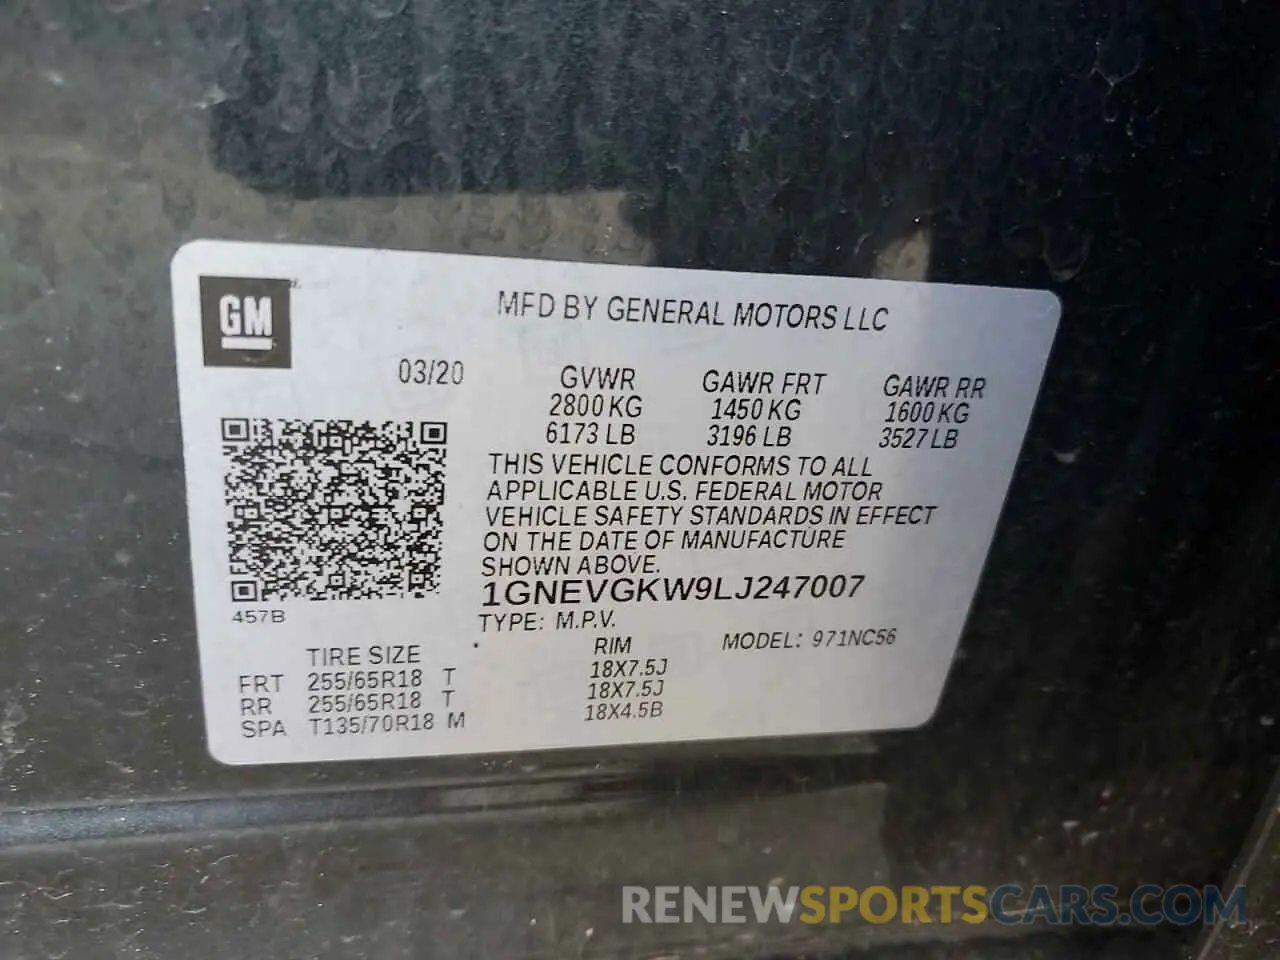 GM
MFD BY GENERAL MOTORS LLC
03/20
GVWR GAWR FRT GAWR RR
2800 KG 1450 KG 1600 KG
6173 LB 3196 LB 3527 LB
THIS VEHICLE CONFORMS TO ALL
APPLICABLE U.S. FEDERAL MOTOR
VEHICLE SAFETY STANDARDS IN EFFECT
ON THE DATE OF MANUFACTURE
SHOWN ABOVE.
1GNEVGKW9LJ247007
457B
TYPE: M.P.V.
MODEL: 971NC56
TIRE SIZE RIM
FRT 255/65R18 T 18X7.5J
RR 255/65R18 T 18X7.5J
SPA T135/70R18 M 18X4.5B
RENEWSPORTSCARS.COM